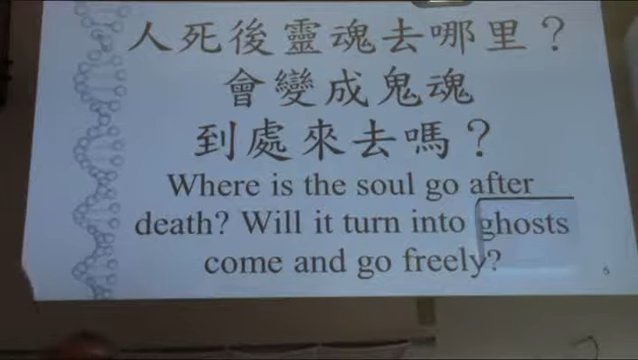 人死後靈魂去哪里？
會變成鬼魂
到處來去嗎？
Where is the soul go after
death? Will it turn into ghosts
come and go freely?
5